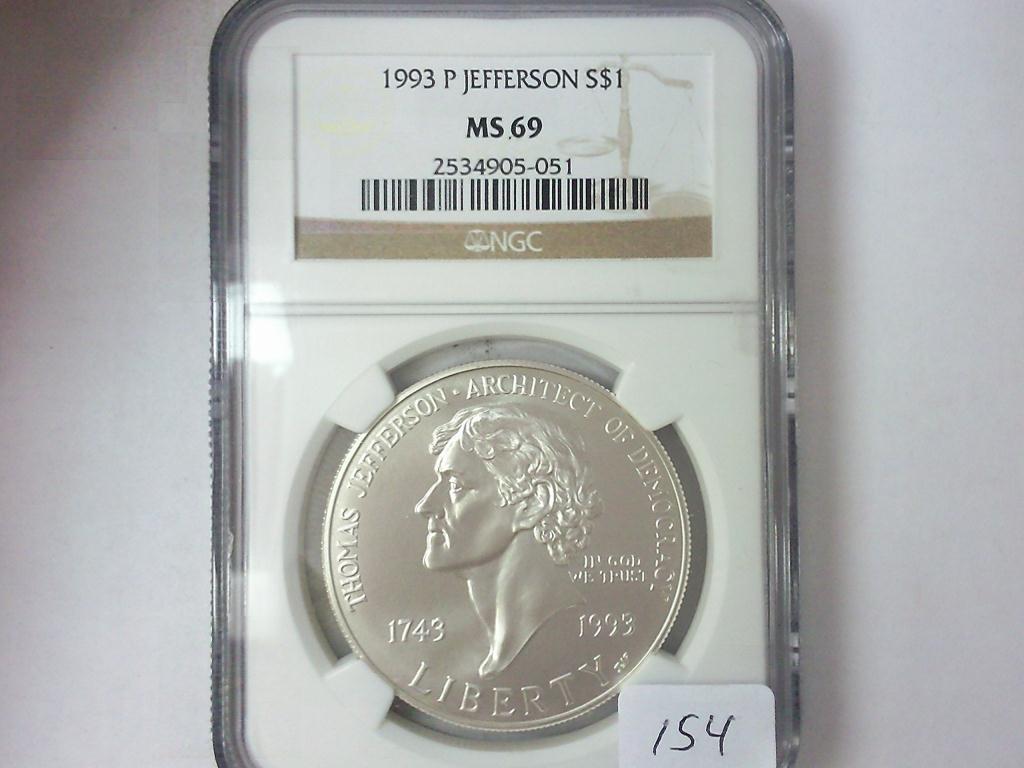 1993 P JEFFERSON S$1
MS 69
2534905-051
NGC
THOMAS JEFFERSON · ARCHITECT OF DEMOCRACY
IN GOD
WE TRUST
1743 1993
LIBERTY
154